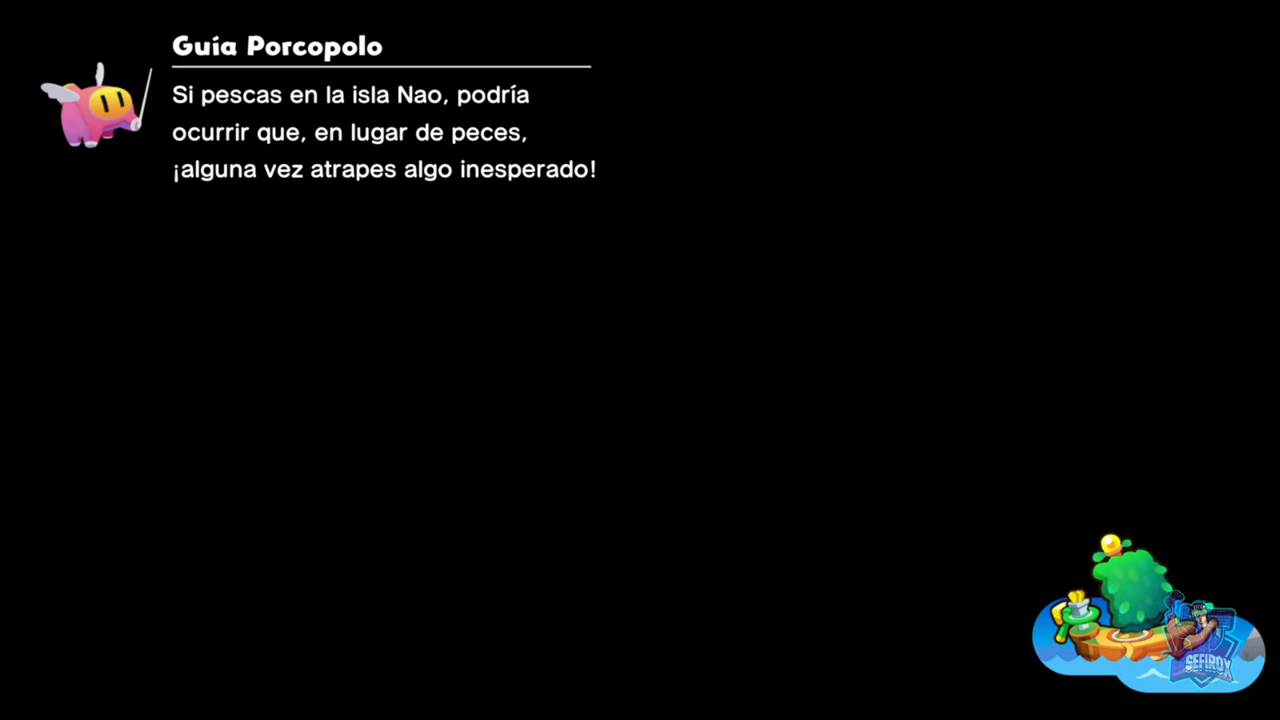 Guía Porcopolo
Si pescas en la isla Nao, podría
ocurrir que, en lugar de peces,
¡alguna vez atrapes algo inesperado!
SEFIROX